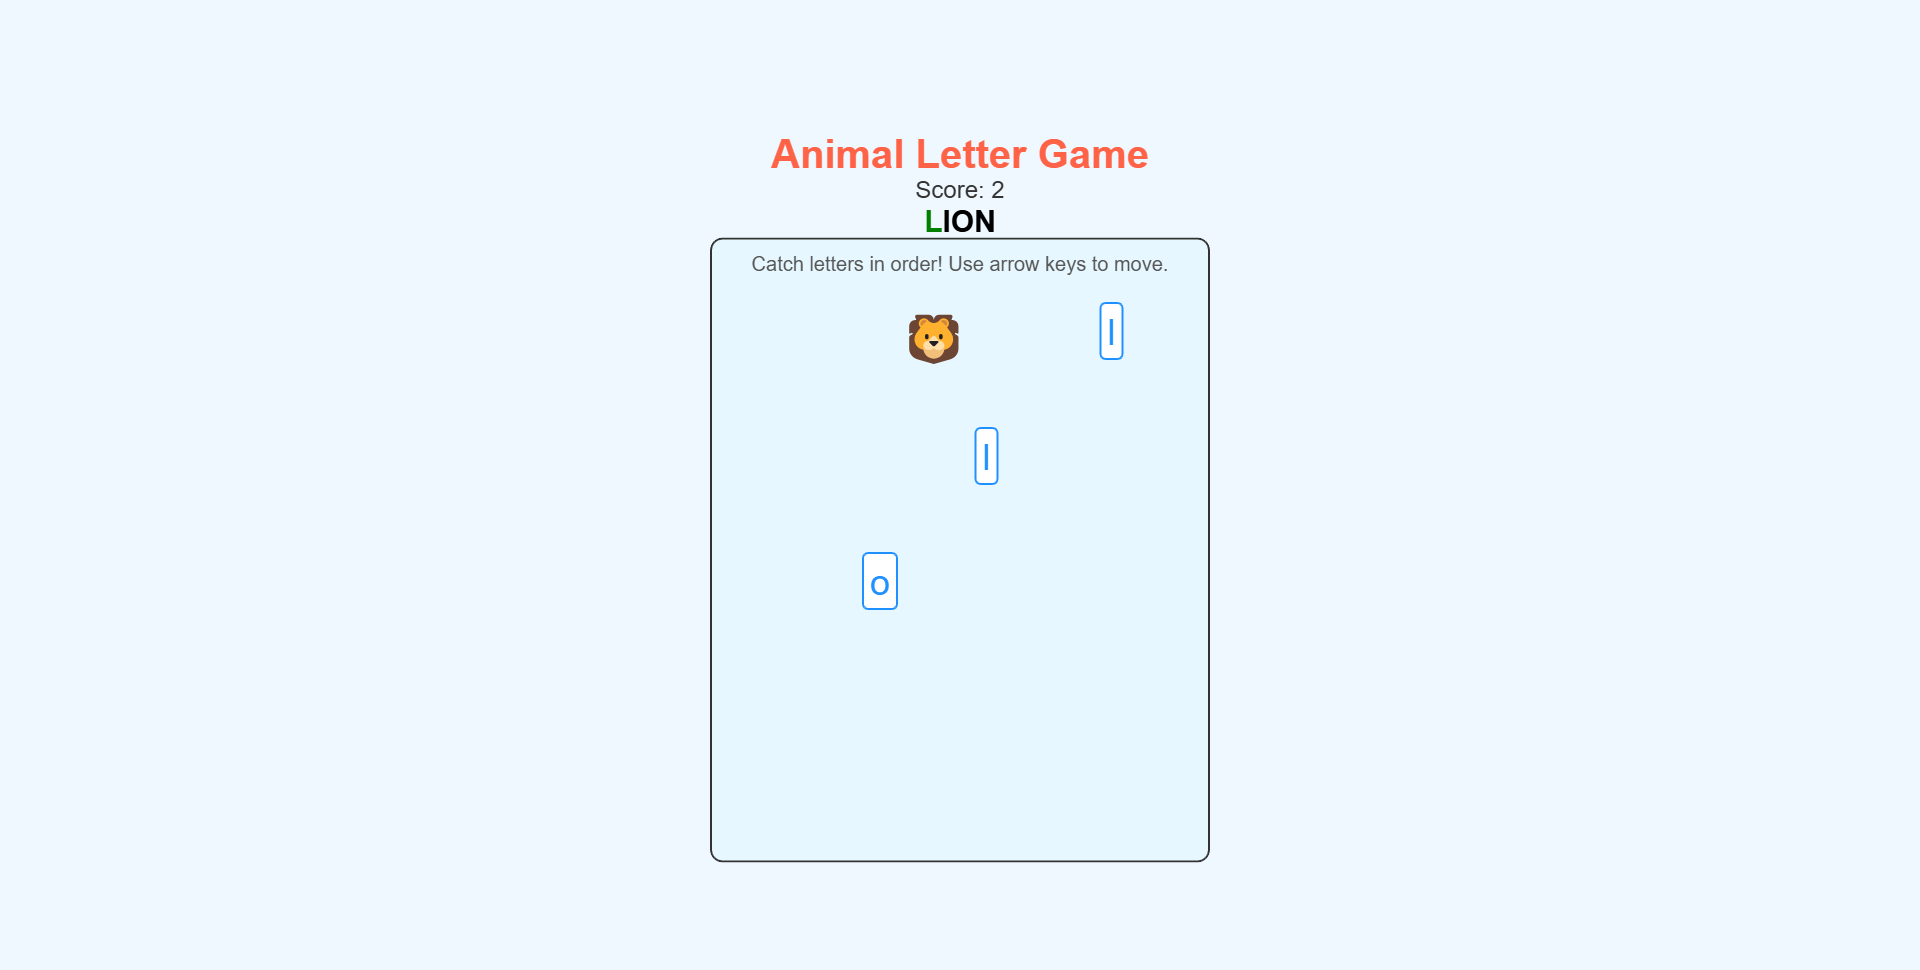 Animal Letter Game
Score: 2
LION
Catch letters in order! Use arrow keys to move.
l
l
o